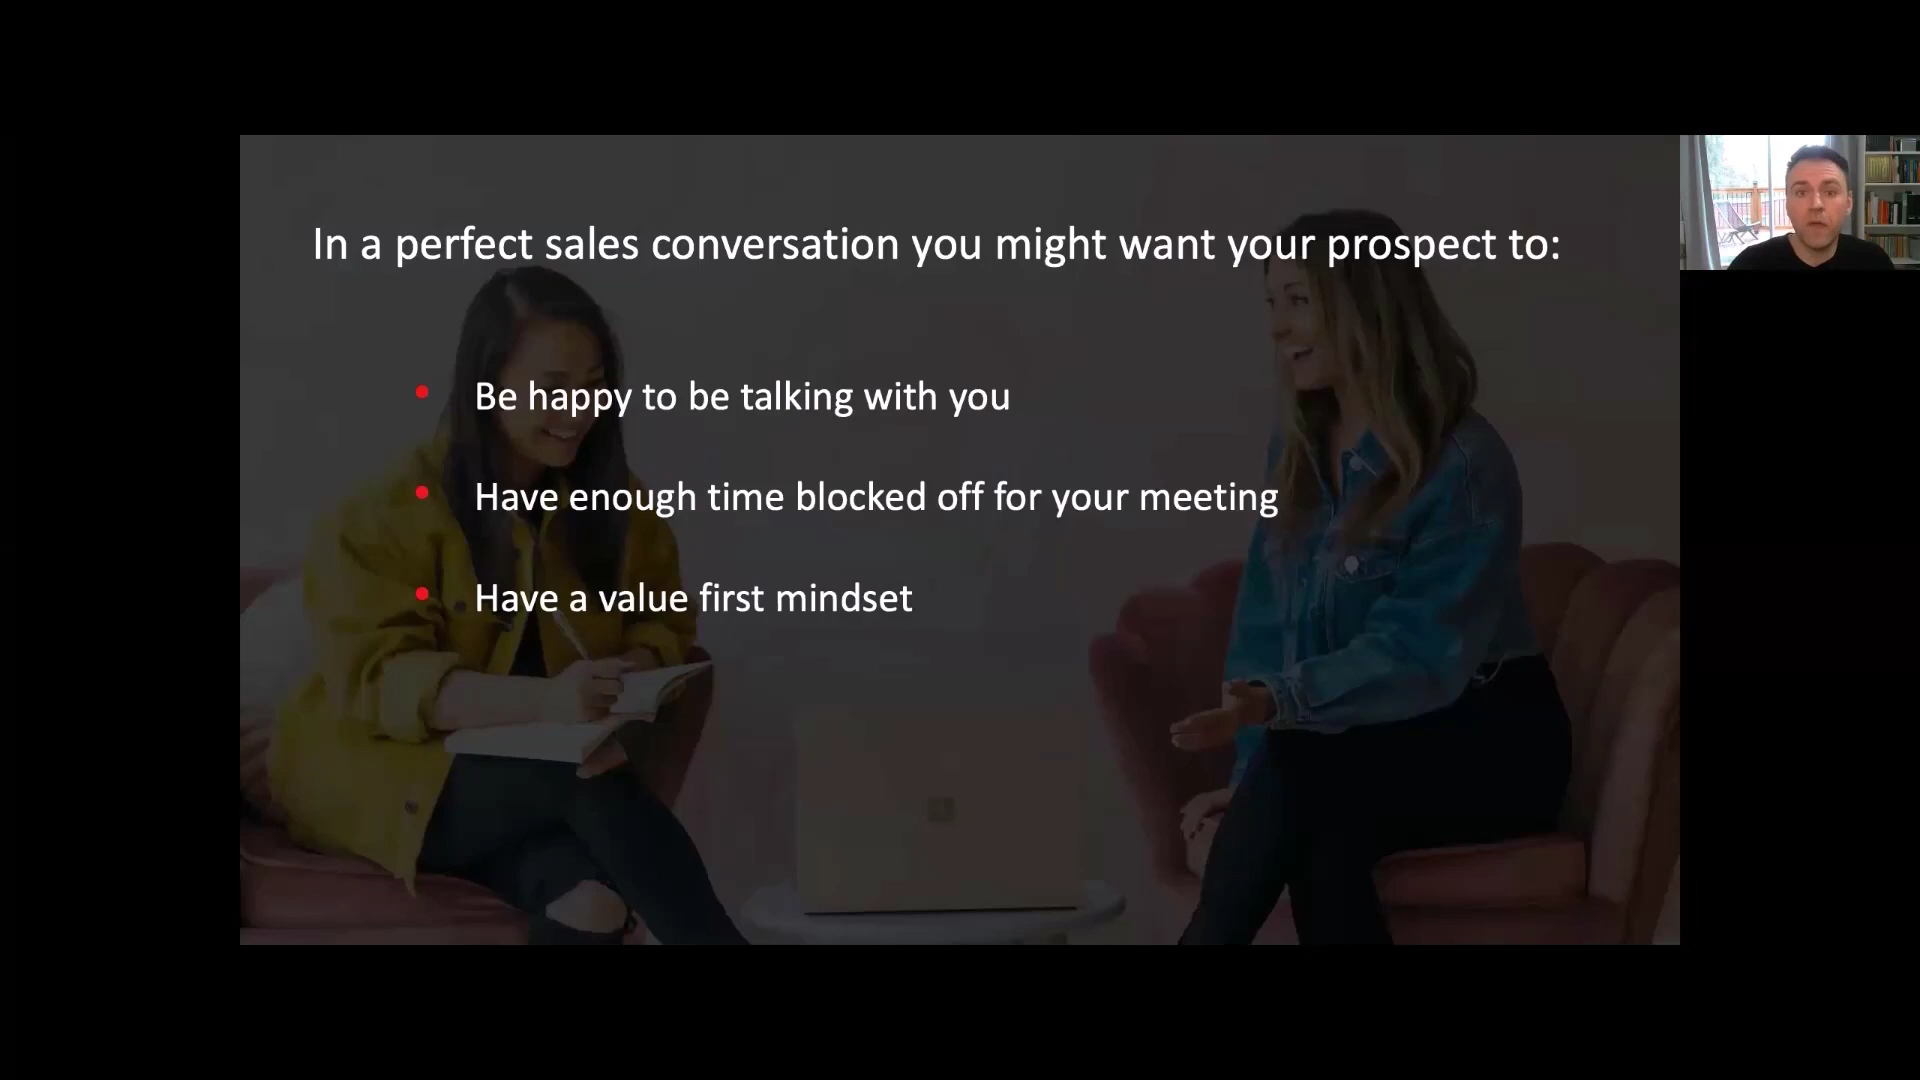 In a perfect sales conversation you might want your prospect to:
• Be happy to be talking with you
• Have enough time blocked off for your meeting
• Have a value first mindset